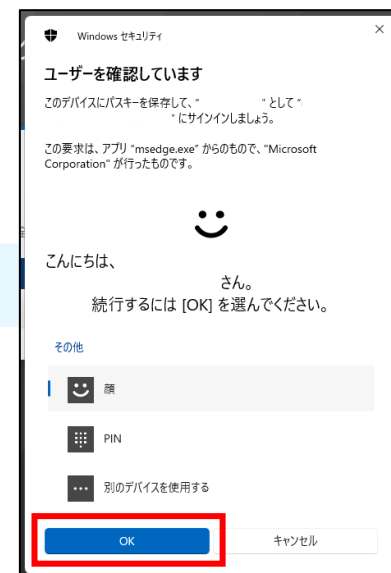 Windows セキュリティ
ユーザーを確認しています
このデバイスにパスキーを保存して、" " として "
" にサインインしましょう。
この要求は、アプリ "msedge.exe" からのもので、"Microsoft
Corporation" が行ったものです。
こんにちは、
さん。
続行するには [OK] を選んでください。
その他
顔
PIN
別のデバイスを使用する
OK
キャンセル